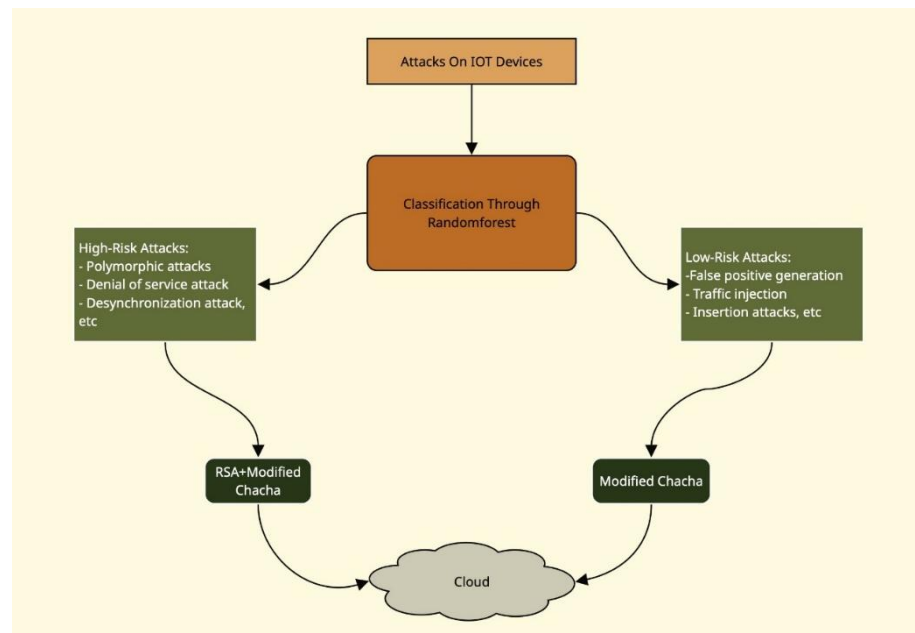 Attacks On IOT Devices
Classification Through
Randomforest
High-Risk Attacks:
- Polymorphic attacks
- Denial of service attack
- Desynchronization attack,
etc
Low-Risk Attacks:
-False positive generation
- Traffic injection
- Insertion attacks, etc
RSA+Modified
Chacha
Modified Chacha
Cloud